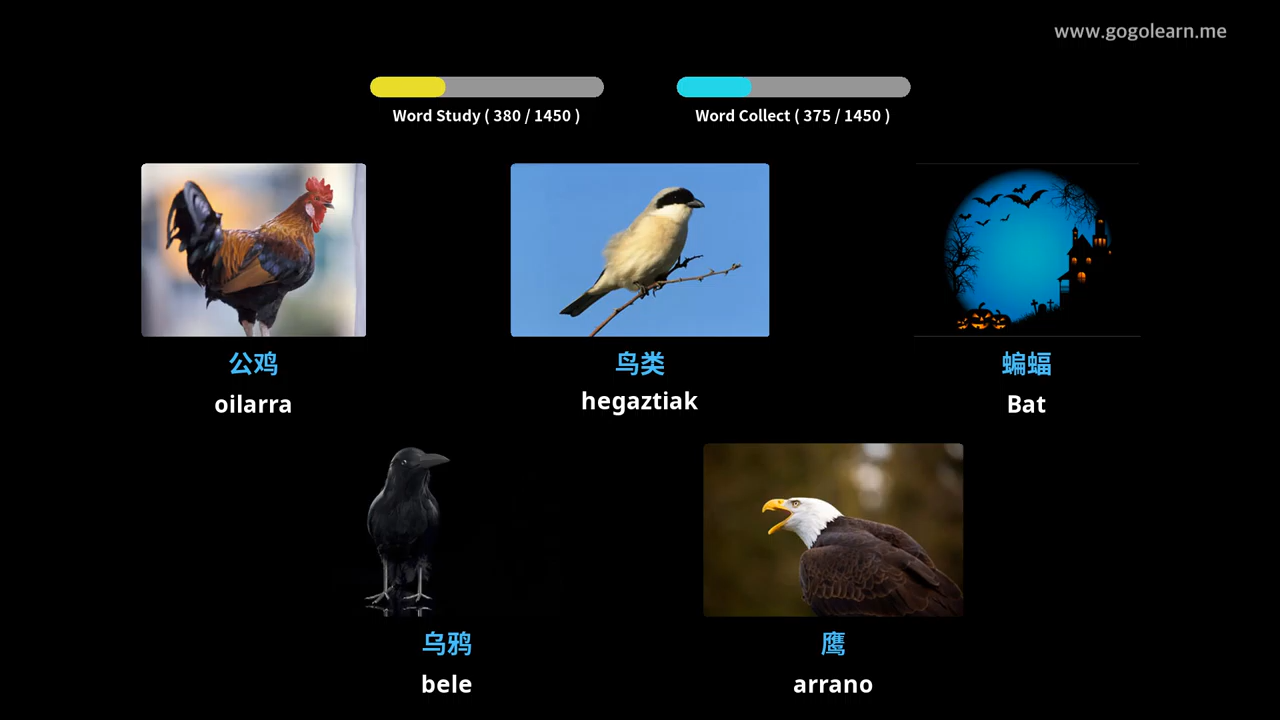 www.gogolearn.me
Word Study ( 380 / 1450 )
Word Collect ( 375 / 1450 )
公鸡
oilarra
鸟类
hegaztiak
蝙蝠
Bat
乌鸦
bele
鹰
arrano